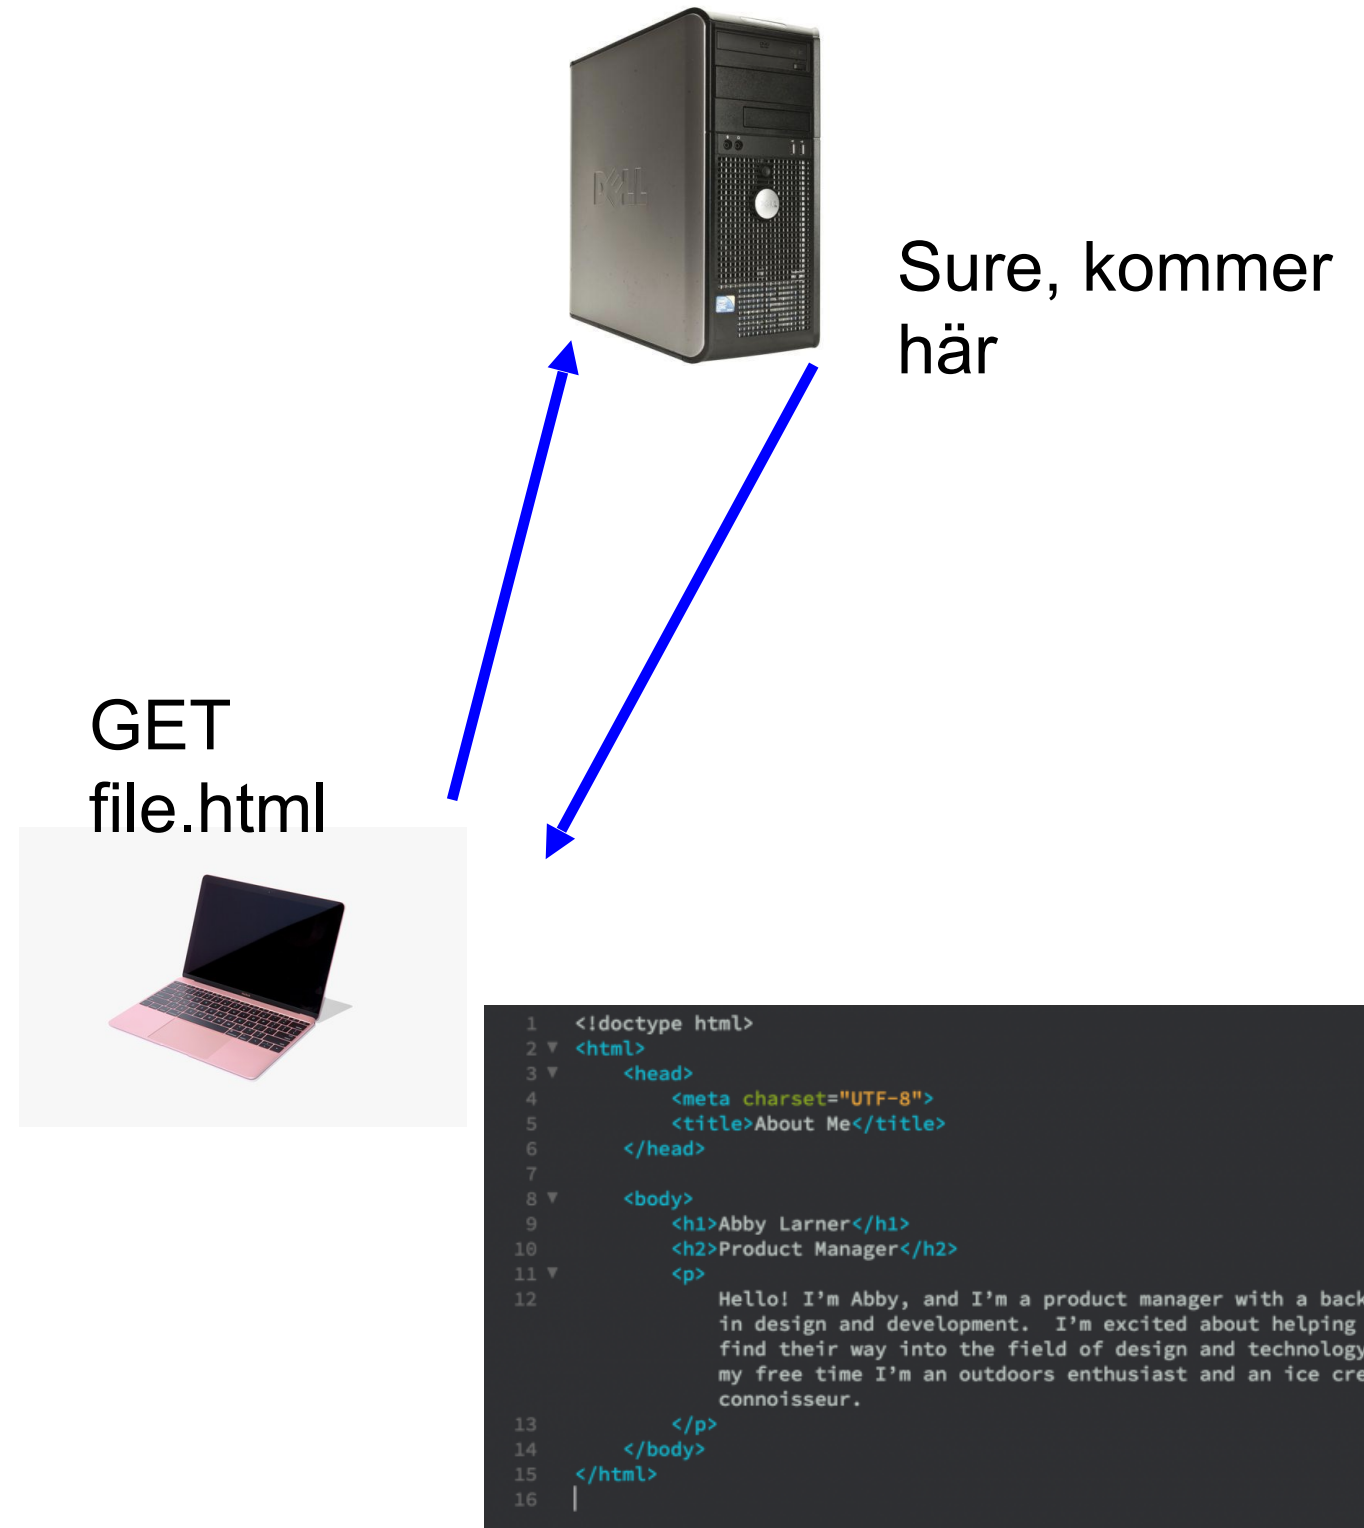 DELL
Sure, kommer
här
GET
file.html
1 <!doctype html>
2 <html>
3 <head>
4 <meta charset="UTF-8">
5 <title>About Me</title>
6 </head>
7
8 <body>
9 <h1>Abby Larner</h1>
10 <h2>Product Manager</h2>
11 <p>
12 Hello! I’m Abby, and I’m a product manager with a back
in design and development. I’m excited about helping
find their way into the field of design and technology
my free time I’m an outdoors enthusiast and an ice cre
connoisseur.
13 </p>
14 </body>
15 </html>
16